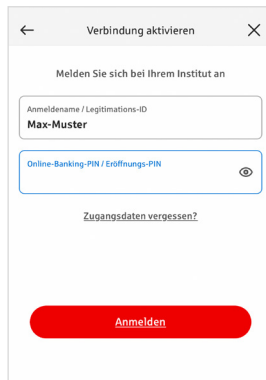 Verbindung aktivieren
Melden Sie sich bei Ihrem Institut an
Anmeldename / Legitimations-ID
Max-Muster
Online-Banking-PIN / Eröffnungs-PIN
Zugangsdaten vergessen?
Anmelden